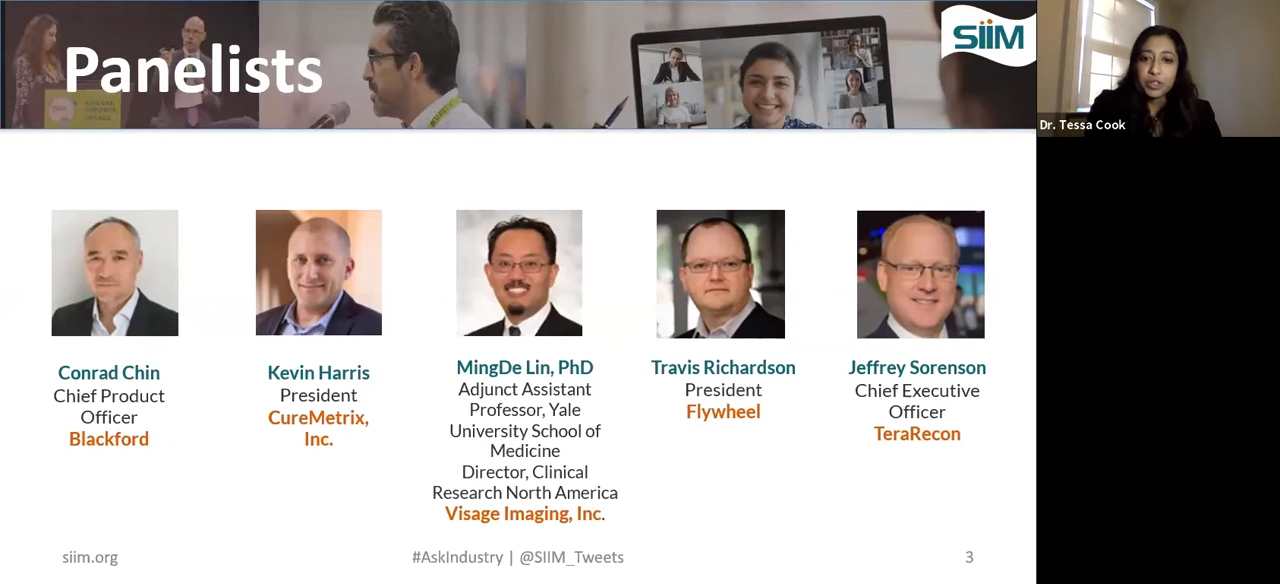 Panelists
SIIM
Dr. Tessa Cook
Conrad Chin
Chief Product
Officer
Blackford
Kevin Harris
President
CureMetrix,
Inc.
MingDe Lin, PhD
Adjunct Assistant
Professor, Yale
University School of
Medicine
Director, Clinical
Research North America
Visage Imaging, Inc.
Travis Richardson
President
Flywheel
Jeffrey Sorenson
Chief Executive
Officer
TeraRecon
siim.org
#AskIndustry | @SIIM_Tweets
3